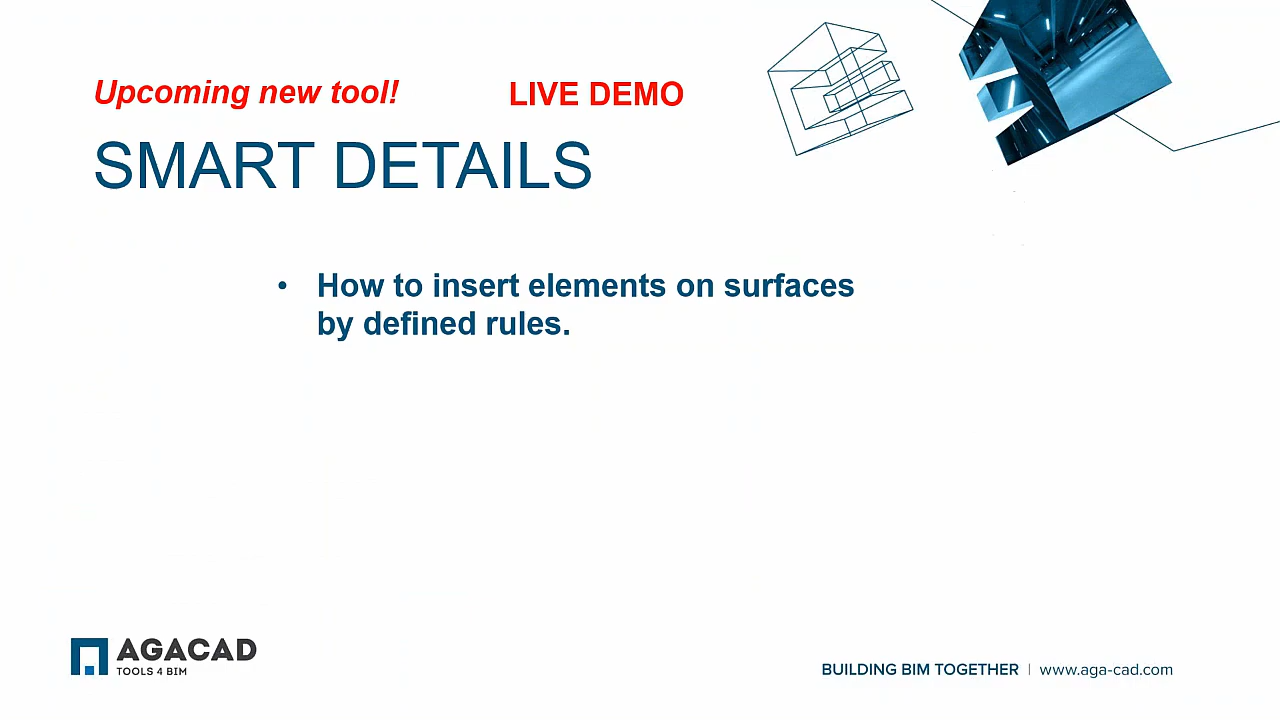 Upcoming new tool! LIVE DEMO
SMART DETAILS
• How to insert elements on surfaces
by defined rules.
AGACAD
TOOLS 4 BIM
BUILDING BIM TOGETHER | www.aga-cad.com